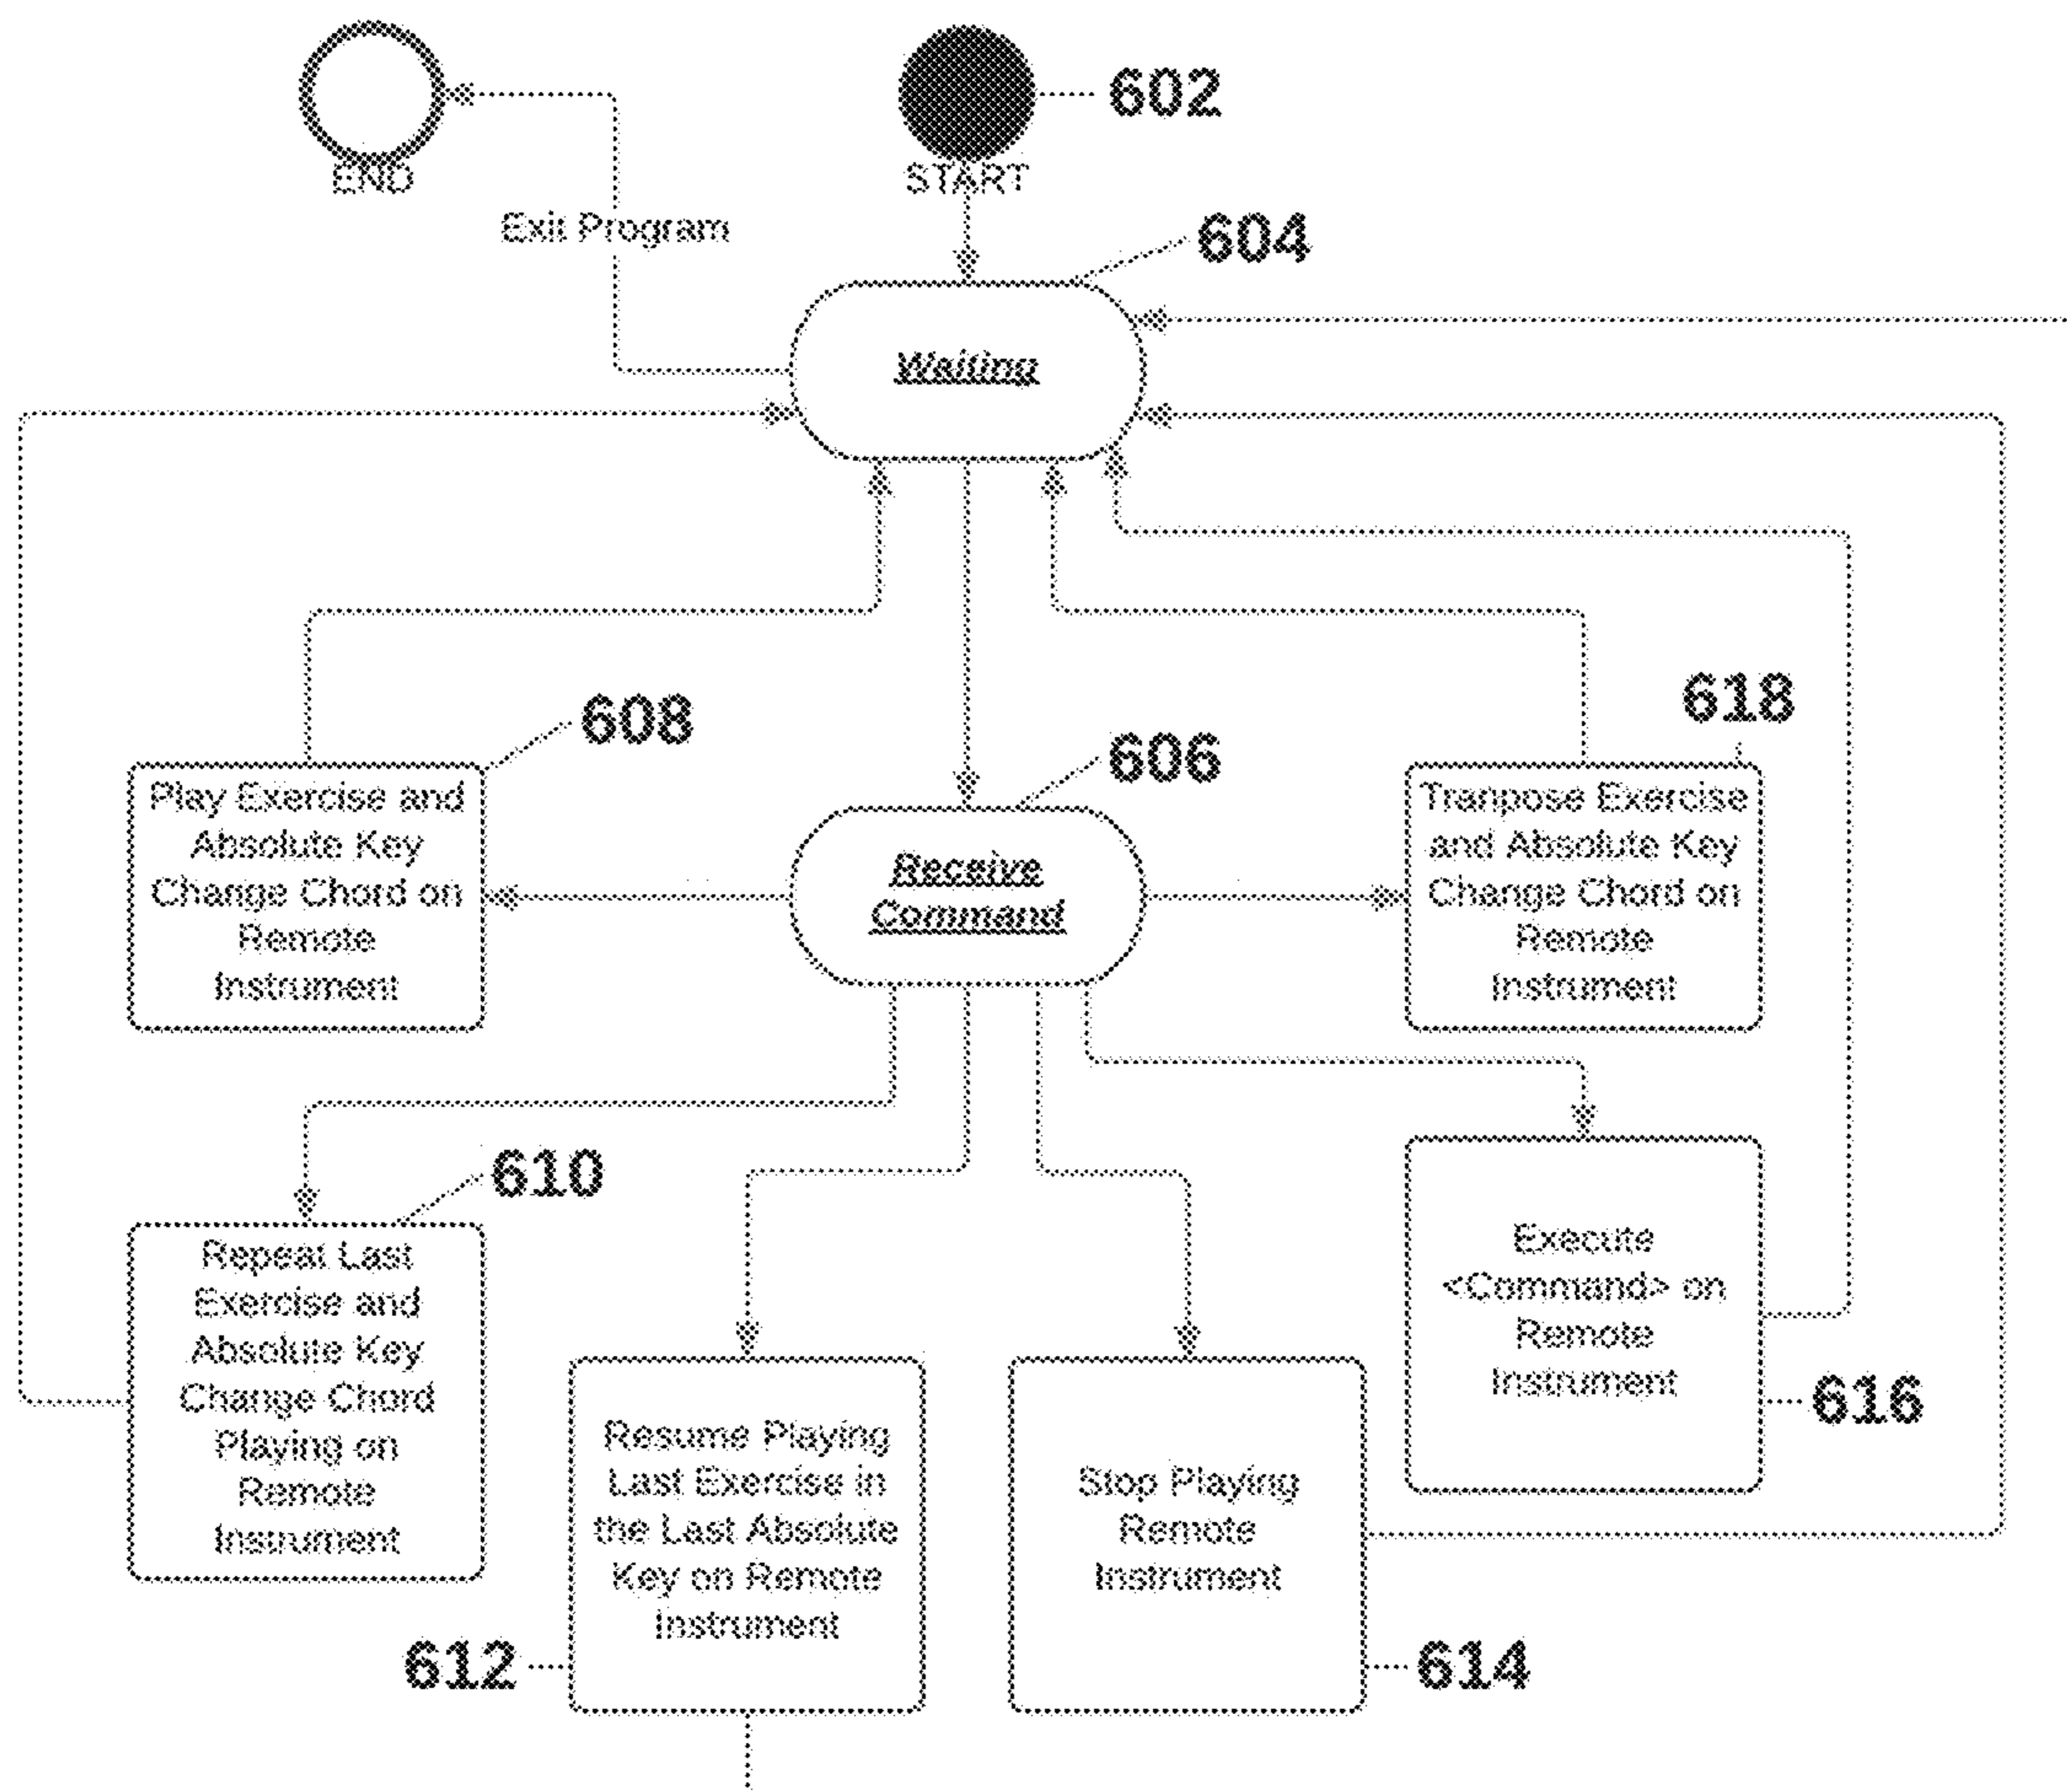 602
END
START
Exit Program
604
Waiting
608
606
618
Play Exercise and
Absolute Key
Change Chord on
Remote
Instrument
Receive
Command
Tranpose Exercise
and Absolute Key
Change Chord on
Remote
Instrument
610
Repeat Last
Exercise and
Absolute Key
Change Chord
Playing on
Remote
Instrument
Resume Playing
Last Exercise in
the Last Absolute
Key on Remote
Instrument
612
Stop Playing
Remote
Instrument
614
Execute
<Command> on
Remote
Instrument
616